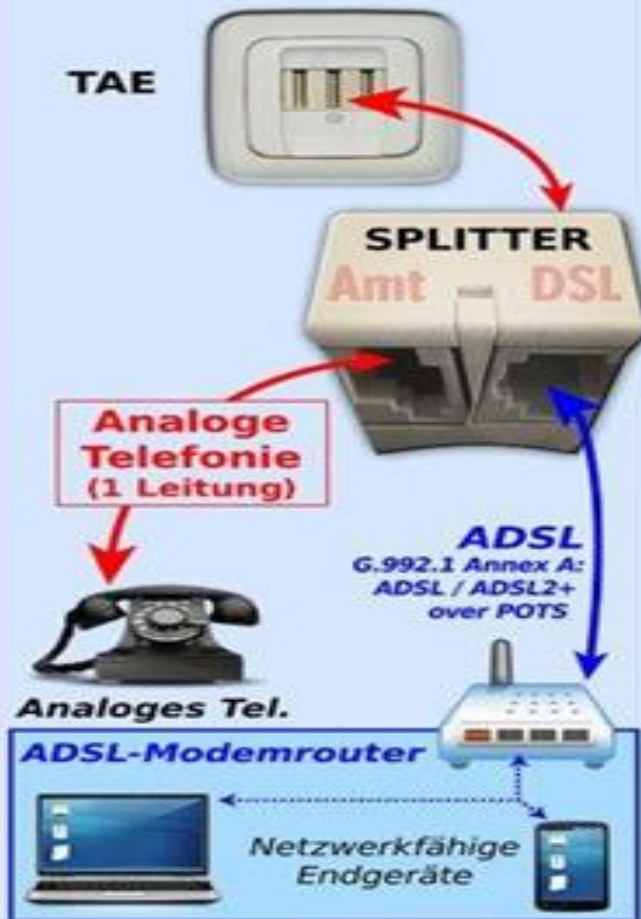 TAE
SPLITTER
Amt DSL
Analoge
Telefonie
(1 Leitung)
ADSL
G.992.1 Annex A:
ADSL / ADSL2+
over POTS
Analoges Tel.
ADSL-Modemrouter
Netzwerkfähige
Endgeräte